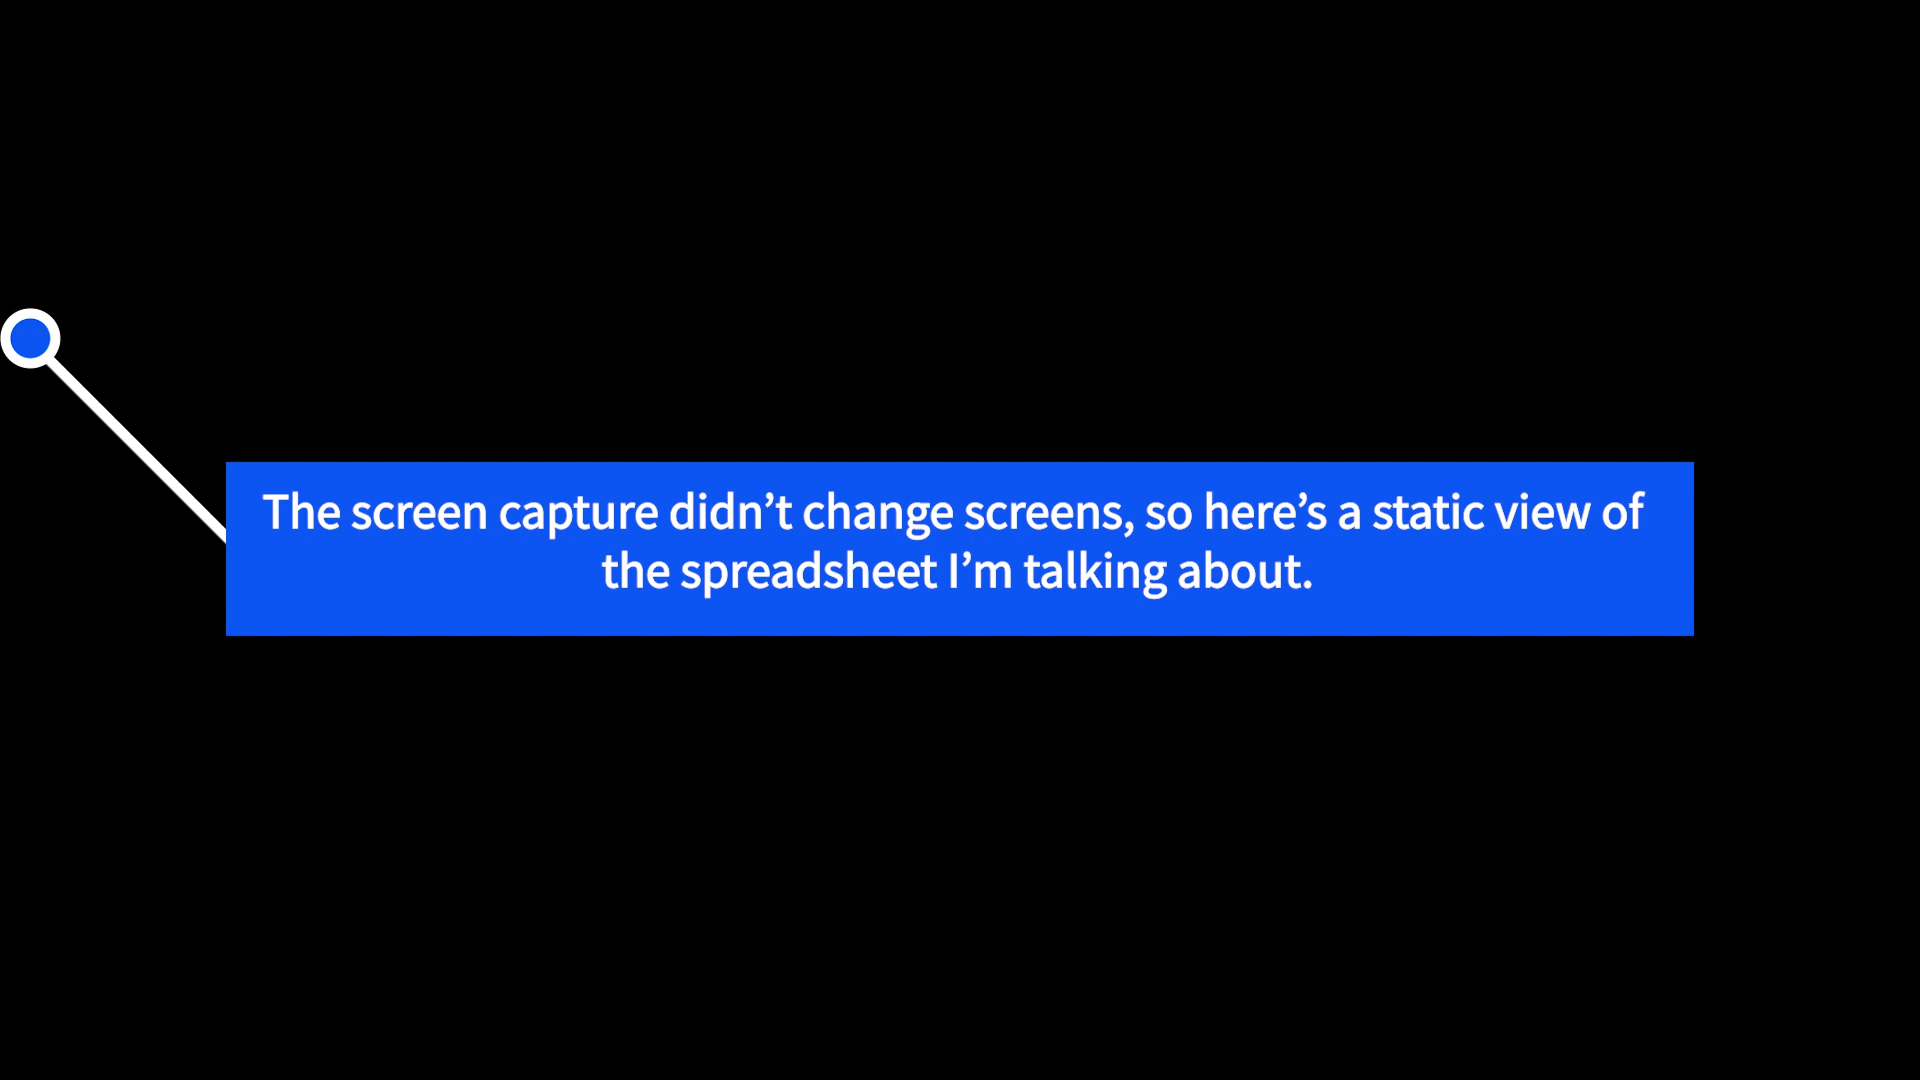 The screen capture didn’t change screens, so here’s a static view of
the spreadsheet I’m talking about.